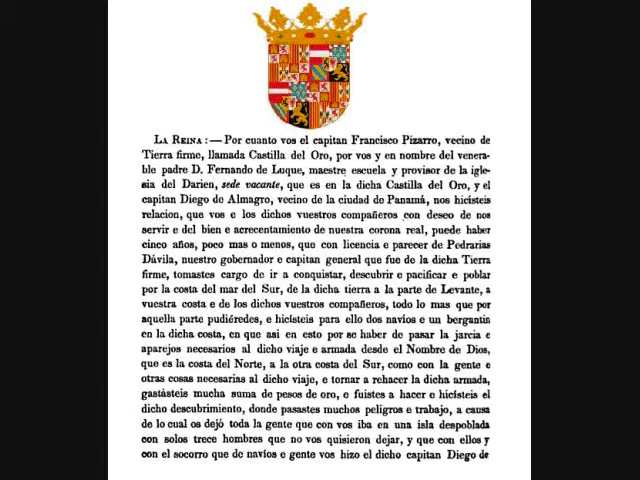 LA REINA:—Por cuanto vos el capitan Francisco Pizarro, vecino de
Tierra firme, llamada Castilla del Oro, por vos y en nombre del venera-
ble padre D. Fernando de Luque, maestre escuela y provisor de la igle-
sia del Darien, sede vacante, que es en la dicha Castilla del Oro, y el
capitan Diego de Almagro, vecino de la ciudad de Panamá, nos hicísteis
relacion, que vos e los dichos vuestros compañeros con deseo de nos
servir e del bien e acrecentamiento de nuestra corona real, puede haber
cinco años, poco mas o menos, que con licencia e parecer de Pedrarias
Dávila, nuestro gobernador e capitan general que fue de la dicha Tierra
firme, tomastes cargo de ir a conquistar, descubrir e pacificar e poblar
por la costa del mar del Sur, de la dicha tierra a la parte de Levante, a
vuestra costa e de los dichos vuestros compañeros, todo lo mas que por
aquella parte pudiéredes, e hicísteis para ello dos navíos e un bergantin
en la dicha costa, en que asi en esto por se haber de pasar la jarcia e
aparejos necesarios al dicho viaje e armada desde el Nombre de Dios,
que es la costa del Norte, a la otra costa del Sur, como con la gente e
otras cosas necesarias al dicho viaje, e tornar a rehacer la dicha armada,
gastásteis mucha suma de pesos de oro, e fuistes a hacer e hicísteis el
dicho descubrimiento, donde pasastes muchos peligros e trabajo, a causa
de lo cual os dejó toda la gente que con vos iba en una isla despoblada
con solos trece hombres que no vos quisieron dejar, y que con ellos y
con el socorro que de navíos e gente vos hizo el dicho capitan Diego de